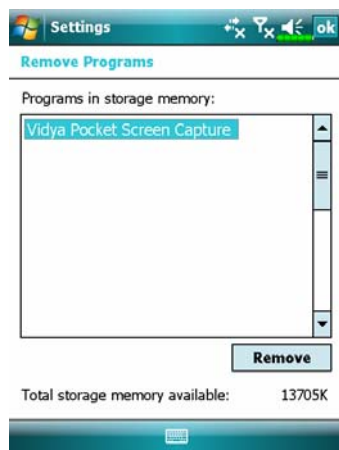 Settings ok
Remove Programs
Programs in storage memory:
Vidya Pocket Screen Capture
Remove
Total storage memory available: 13705K